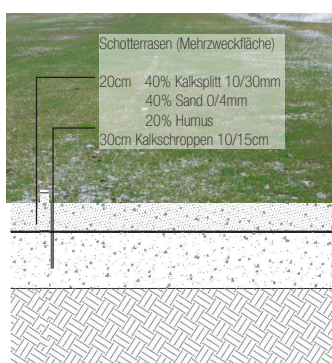 Schotterrasen (Mehrzweckfläche)
20cm 40% Kalksplitt 10/30mm
40% Sand 0/4mm
20% Humus
30cm Kalkschroppen 10/15cm